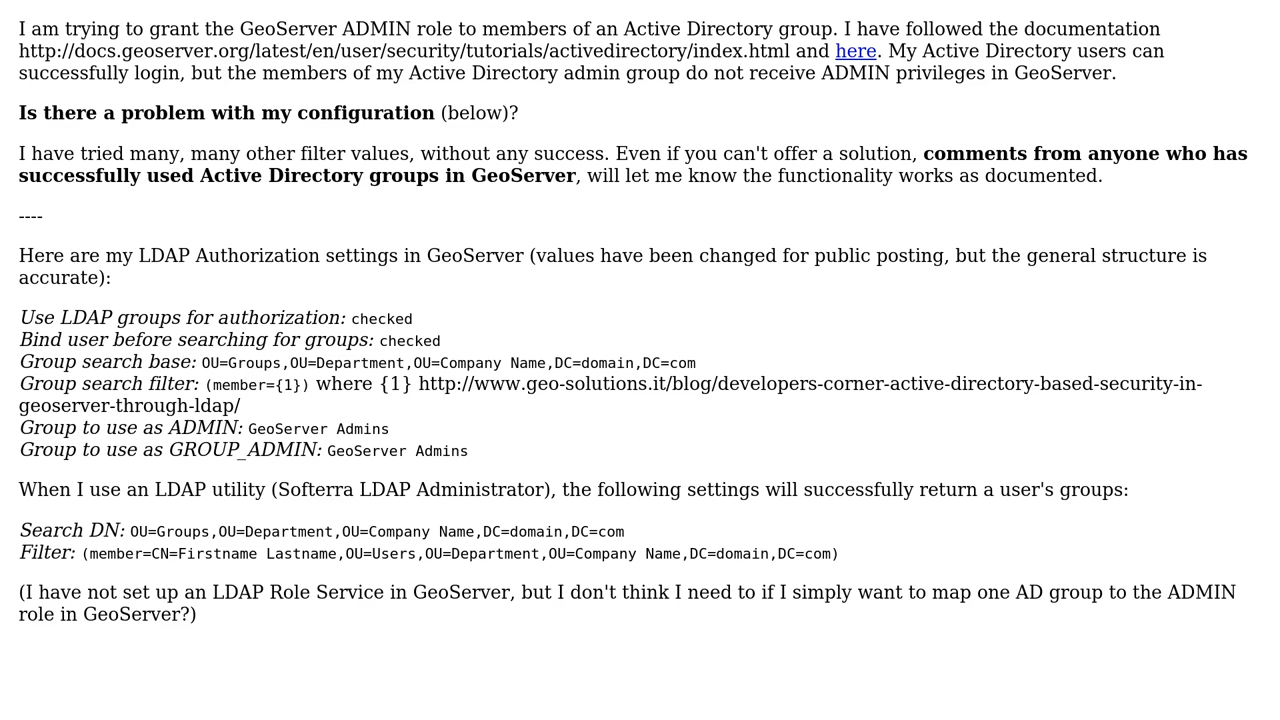 I am trying to grant the GeoServer ADMIN role to members of an Active Directory group. I have followed the documentation
http://docs.geoserver.org/latest/en/user/security/tutorials/activedirectory/index.html and here. My Active Directory users can
successfully login, but the members of my Active Directory admin group do not receive ADMIN privileges in GeoServer.
Is there a problem with my configuration (below)?
I have tried many, many other filter values, without any success. Even if you can't offer a solution, comments from anyone who has
successfully used Active Directory groups in GeoServer, will let me know the functionality works as documented.
----
Here are my LDAP Authorization settings in GeoServer (values have been changed for public posting, but the general structure is
accurate):
Use LDAP groups for authorization: checked
Bind user before searching for groups: checked
Group search base: OU=Groups,OU=Department,OU=Company Name,DC=domain,DC=com
Group search filter: (member={1}) where {1} http://www.geo-solutions.it/blog/developers-corner-active-directory-based-security-in-
geoserver-through-ldap/
Group to use as ADMIN: GeoServer Admins
Group to use as GROUP_ADMIN: GeoServer Admins
When I use an LDAP utility (Softerra LDAP Administrator), the following settings will successfully return a user's groups:
Search DN: OU=Groups,OU=Department,OU=Company Name,DC=domain,DC=com
Filter: (member=CN=Firstname Lastname,OU=Users,OU=Department,OU=Company Name,DC=domain,DC=com)
(I have not set up an LDAP Role Service in GeoServer, but I don't think I need to if I simply want to map one AD group to the ADMIN
role in GeoServer?)